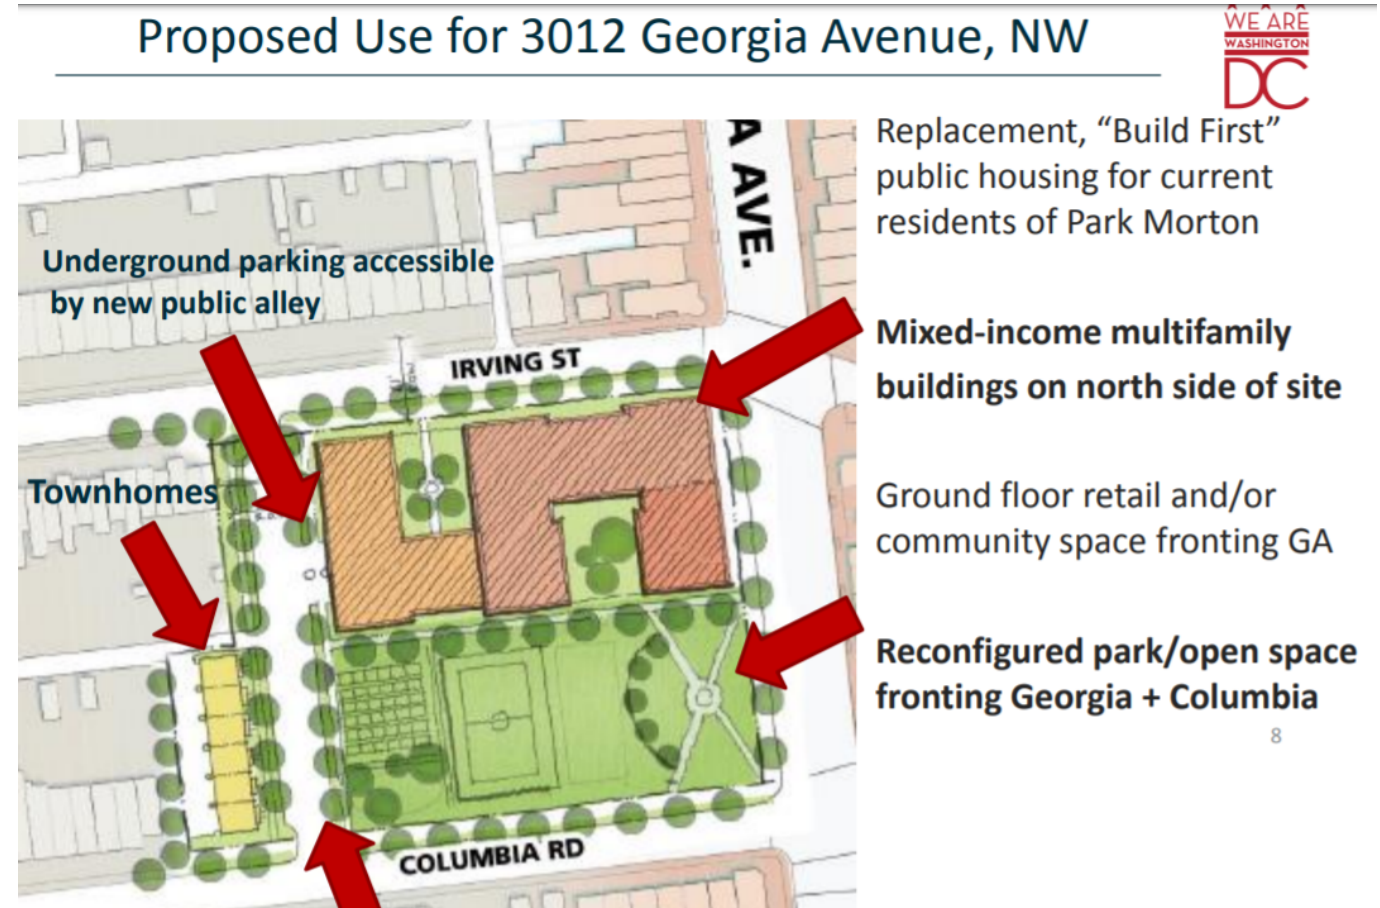 Proposed Use for 3012 Georgia Avenue, NW
WE ARE
WASHINGTON
DC
Replacement, “Build First”
public housing for current
residents of Park Morton
Mixed-income multifamily
buildings on north side of site
Ground floor retail and/or
community space fronting GA
Reconfigured park/open space
fronting Georgia + Columbia
8
Underground parking accessible
by new public alley
Townhomes
A AVE.
IRVING ST
COLUMBIA RD